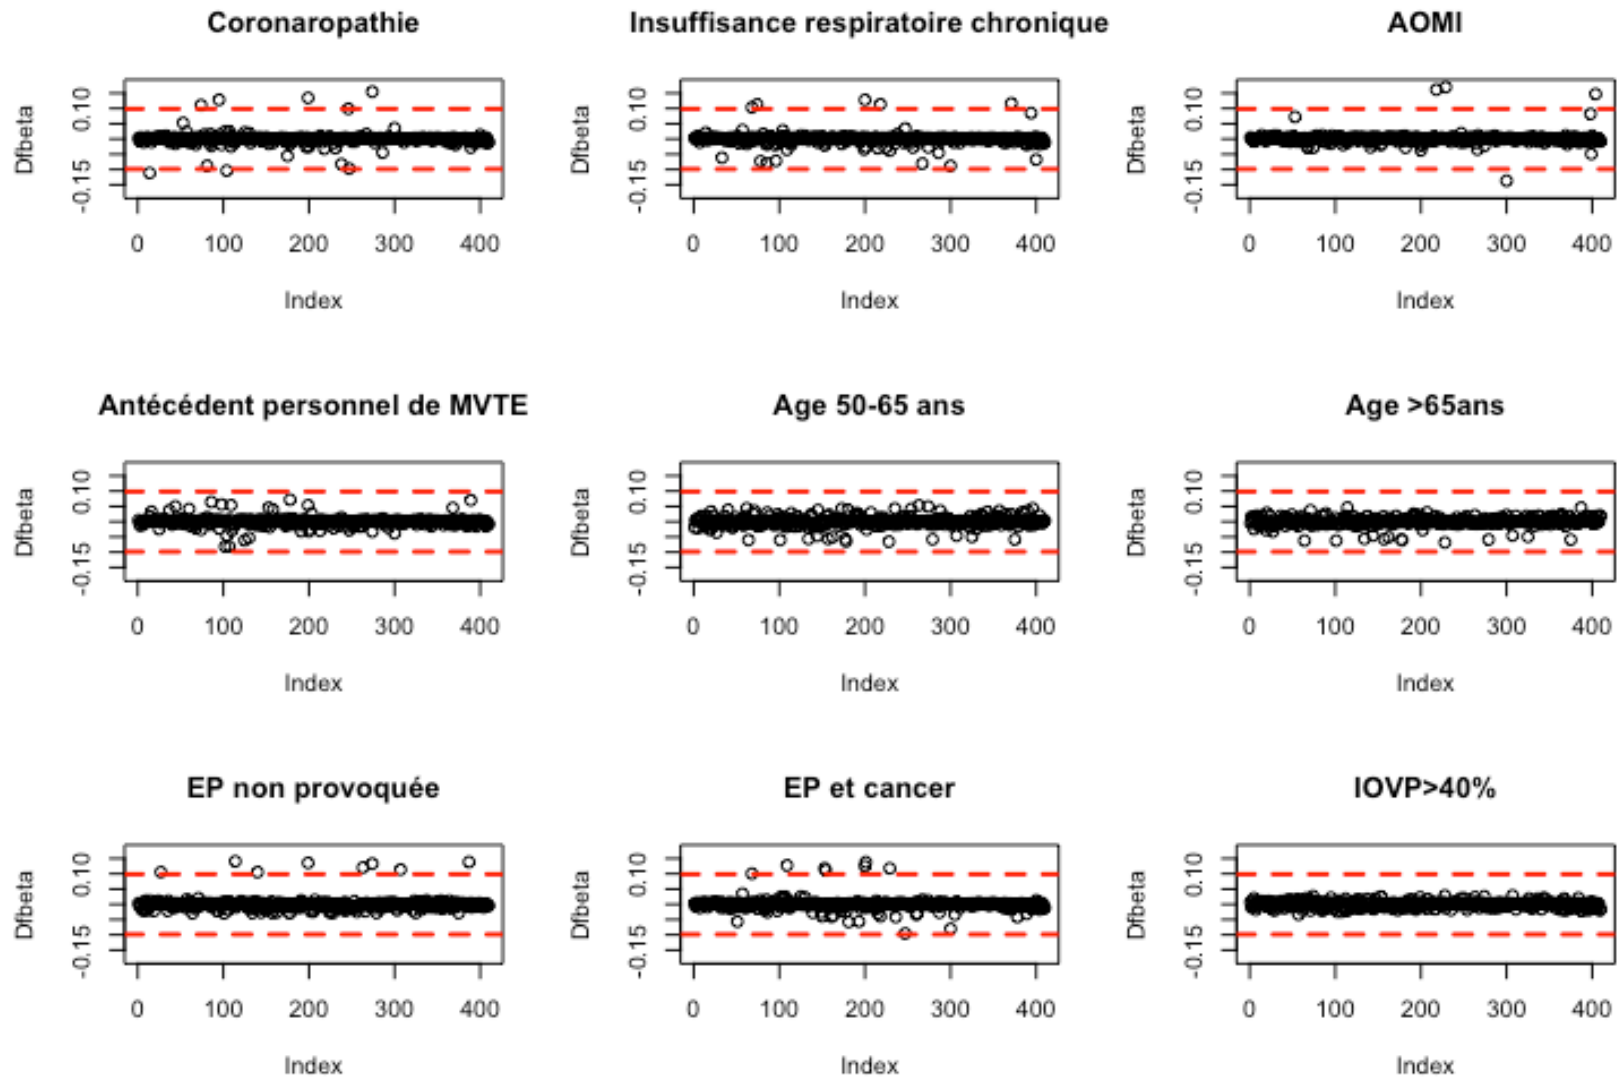 Coronaropathie
Insuffisance respiratoire chronique
AOMI
Dfbeta
-0.15
0.10
0
100
200
300
400
Index
Dfbeta
-0.15
0.10
0
100
200
300
400
Index
Dfbeta
-0.15
0.10
0
100
200
300
400
Index
Antécédent personnel de MVTE
Age 50-65 ans
Age >65ans
Dfbeta
-0.15
0.10
0
100
200
300
400
Index
Dfbeta
-0.15
0.10
0
100
200
300
400
Index
Dfbeta
-0.15
0.10
0
100
200
300
400
Index
EP non provoquée
EP et cancer
IOVP>40%
Dfbeta
-0.15
0.10
0
100
200
300
400
Index
Dfbeta
-0.15
0.10
0
100
200
300
400
Index
Dfbeta
-0.15
0.10
0
100
200
300
400
Index